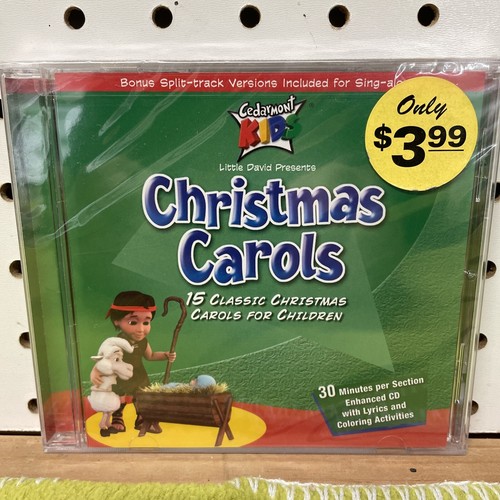 Bonus Split-track Versions Included for Sing-a
Only
$3.99
Cedarmont
KIDS
Little David Presents
Christmas
Carols
15 CLASSIC CHRISTMAS
CAROLS FOR CHILDREN
30 Minutes per Section
Enhanced CD
with Lyrics and
Coloring Activities